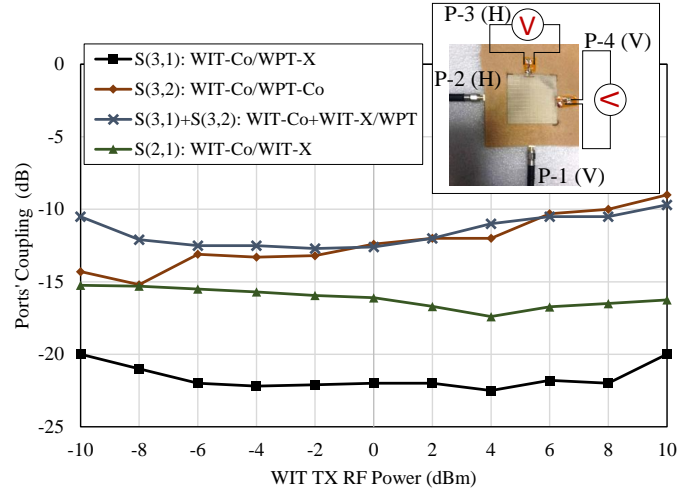 P-3 (H)
V
P-4 (V)
P-2 (H)
V
P-1 (V)
S(3,1): WIT-Co/WPT-X
S(3,2): WIT-Co/WPT-Co
S(3,1)+S(3,2): WIT-Co+WIT-X/WPT
S(2,1): WIT-Co/WIT-X
Ports' Coupling (dB)
0
-5
-10
-15
-20
-25
-10 -8 -6 -4 -2 0 2 4 6 8 10
WIT TX RF Power (dBm)